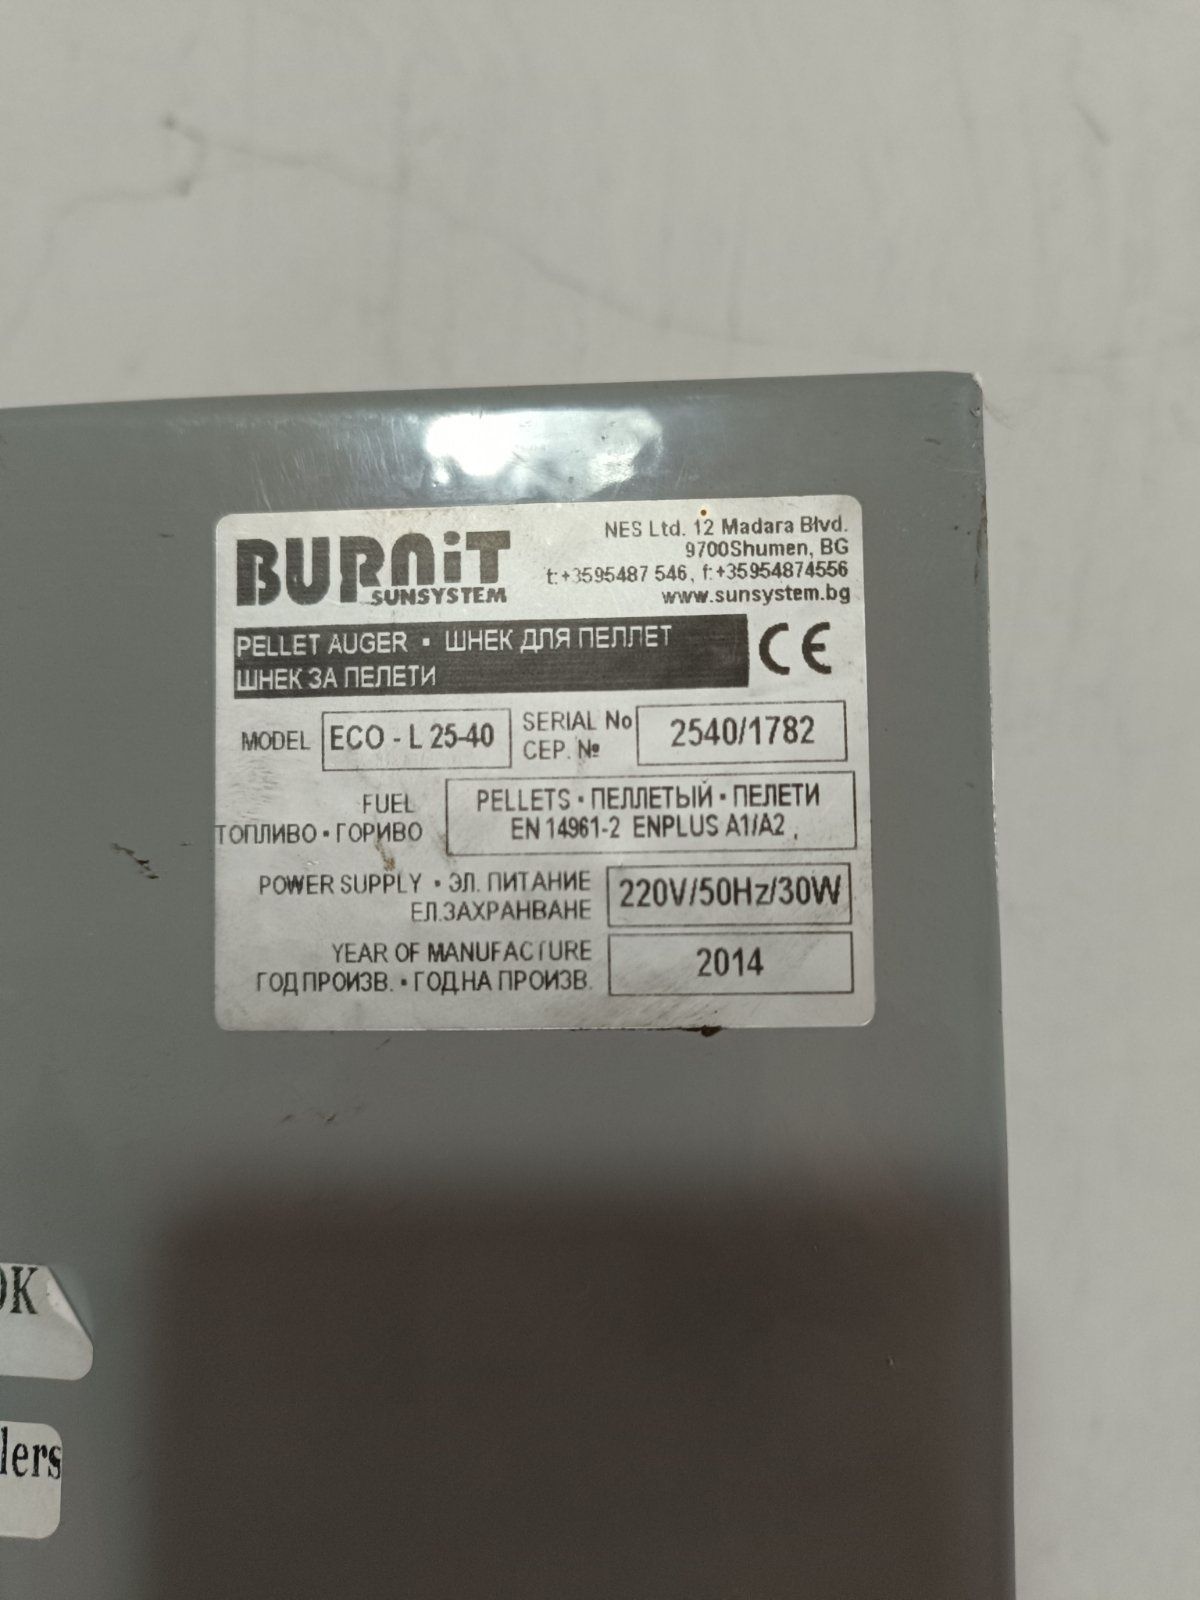 BURNiT
SUNSYSTEM
NES Ltd. 12 Madara Blvd.
9700Shumen, BG
t:+3595487 546, f:+35954874556
www.sunsystem.bg
PELLET AUGER · ШНЕК ДЛЯ ПЕЛЛЕТ
ШНЕК ЗА ПЕЛЕТИ
CE
MODEL ECO - L 25-40
SERIAL No
СЕР. №
2540/1782
FUEL
ТОПЛИВО · ГОРИВО
PELLETS · ПЕЛЛЕТЫЙ · ПЕЛЕТИ
EN 14961-2 ENPLUS A1/A2
POWER SUPPLY · ЭЛ. ПИТАНИЕ
ЕЛ.ЗАХРАНВАНЕ
220V/50Hz/30W
YEAR OF MANUFACTURE
ГОД ПРОИЗВ. · ГОД.НА ПРОИЗВ.
2014
OK
lers